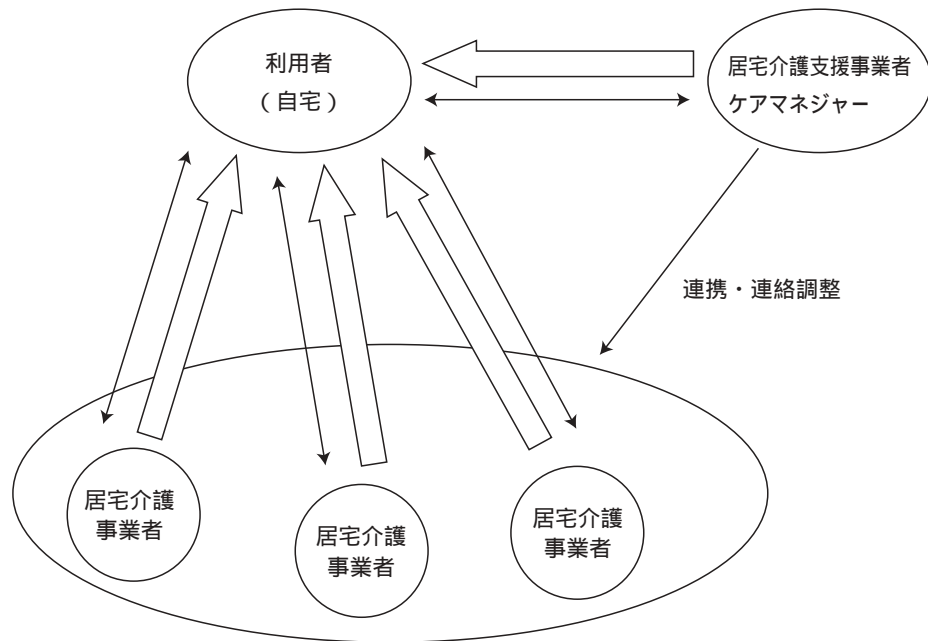 利用者
(自宅)
居宅介護支援事業者
ケアマネジャー
連携・連絡調整
居宅介護
事業者
居宅介護
事業者
居宅介護
事業者